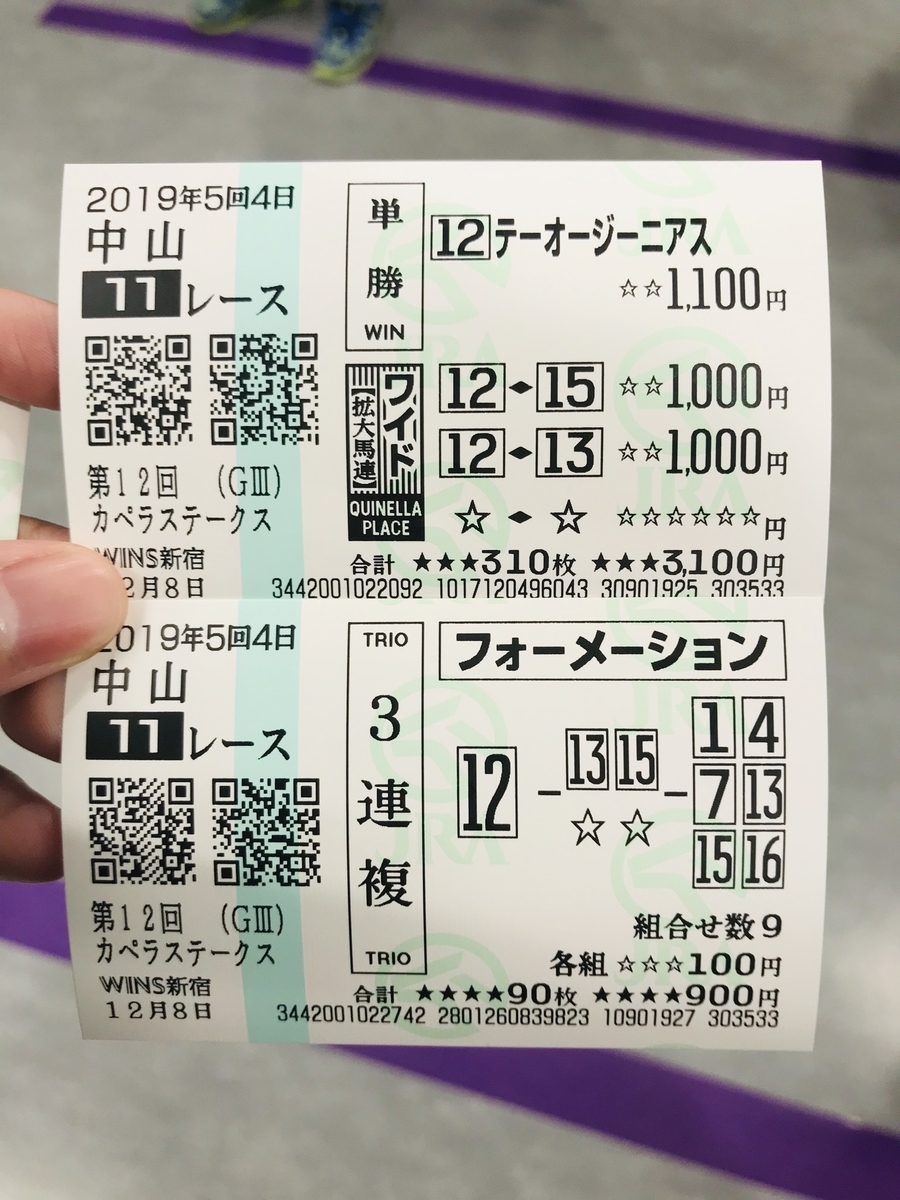 2019年5回4日
中山
11レース
第12回 (GⅢ)
カペラステークス
WINS新宿
2月8日
単勝
WIN
12テーオージーニアス
☆☆1,100円
ワイド
[拡大馬連]
QUINELLA
PLACE
12◆15 ☆☆1,000円
12◆13 ☆☆1,000円
☆◆☆ ☆☆☆☆☆☆円
合計 ★★★310枚 ★★★3,100円
3442001022092 1017120496043 30901925 303533
2019年5回4日
中山
11レース
第12回 (GⅢ)
カペラステークス
WINS新宿
12月8日
TRIO
3連複
TRIO
フォーメーション
12 − 13 15 − 1 4
☆ ☆ 7 13
15 16
組合せ数9
各組 ☆☆☆100円
合計 ★★★★90枚 ★★★★900円
3442001022742 2801260839823 10901927 303533